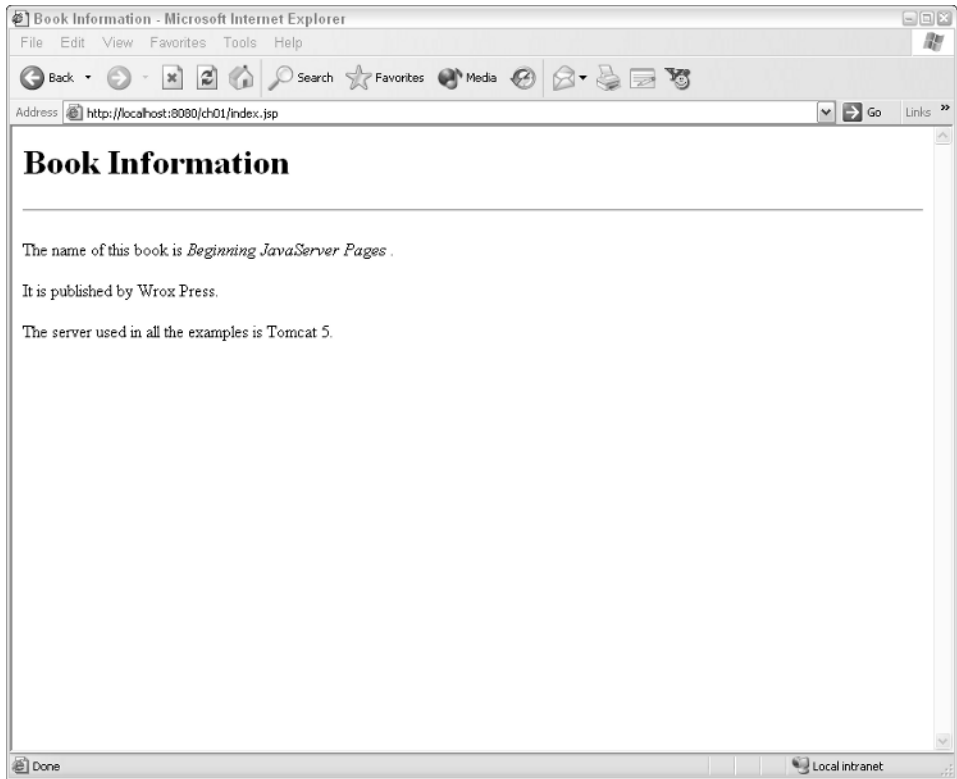 Book Information - Microsoft Internet Explorer
File Edit View Favorites Tools Help
Back Search Favorites Media
Address http://localhost:8080/ch01/index.jsp Go Links »
Book Information
The name of this book is Beginning JavaServer Pages .
It is published by Wrox Press.
The server used in all the examples is Tomcat 5.
Done Local intranet